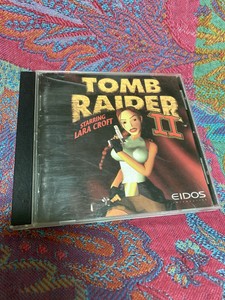 TOMB
RAIDER
II
STARRING
LARA CROFT
EIDOS